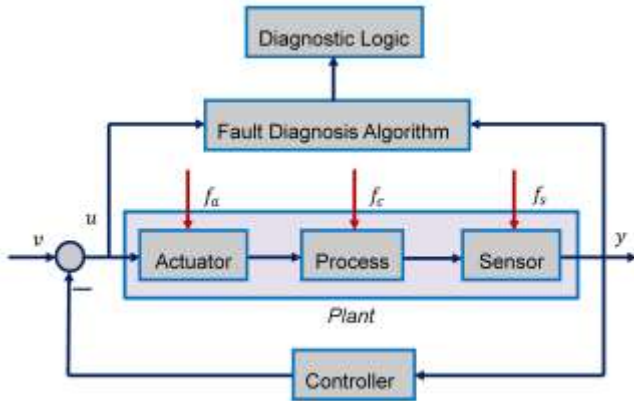 Diagnostic Logic
Fault Diagnosis Algorithm
f_a
f_c
f_s
u
v
y
Actuator
Process
Sensor
Plant
Controller